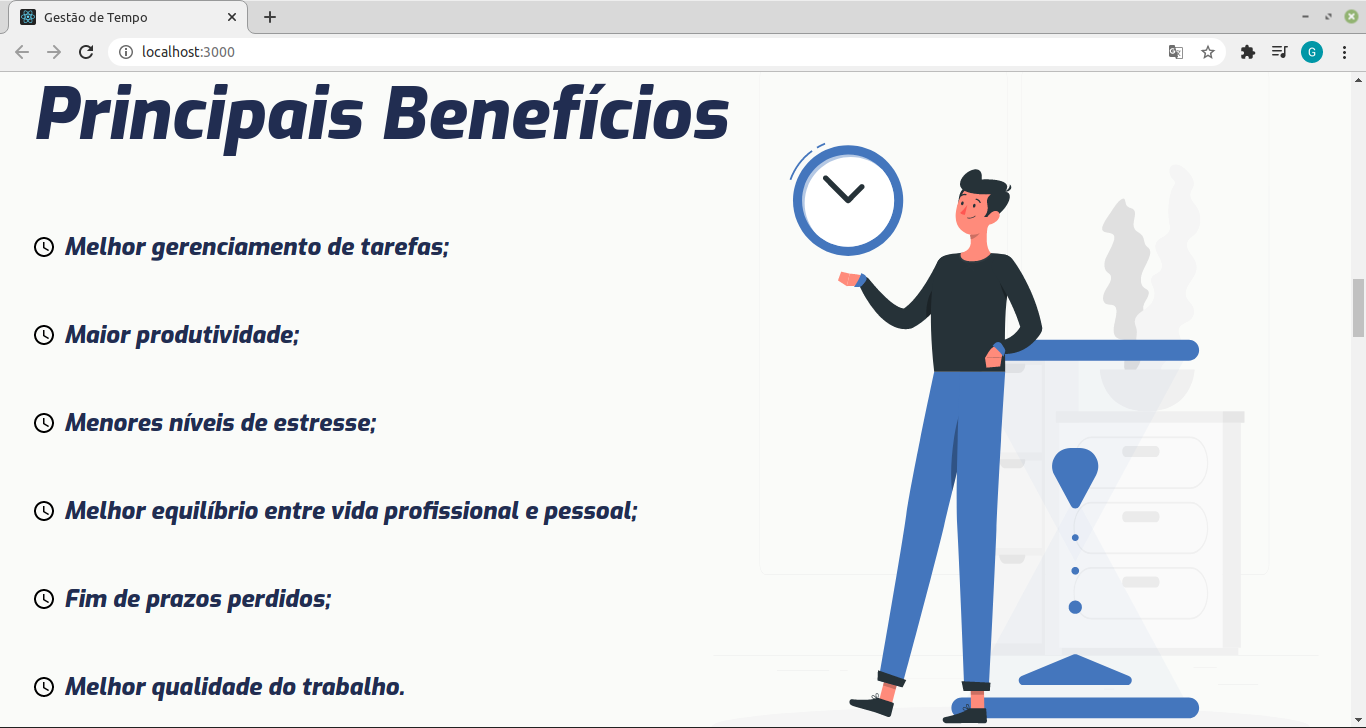 Gestão de Tempo
localhost:3000
G
Principais Benefícios
Melhor gerenciamento de tarefas;
Maior produtividade;
Menores níveis de estresse;
Melhor equilíbrio entre vida profissional e pessoal;
Fim de prazos perdidos;
Melhor qualidade do trabalho.